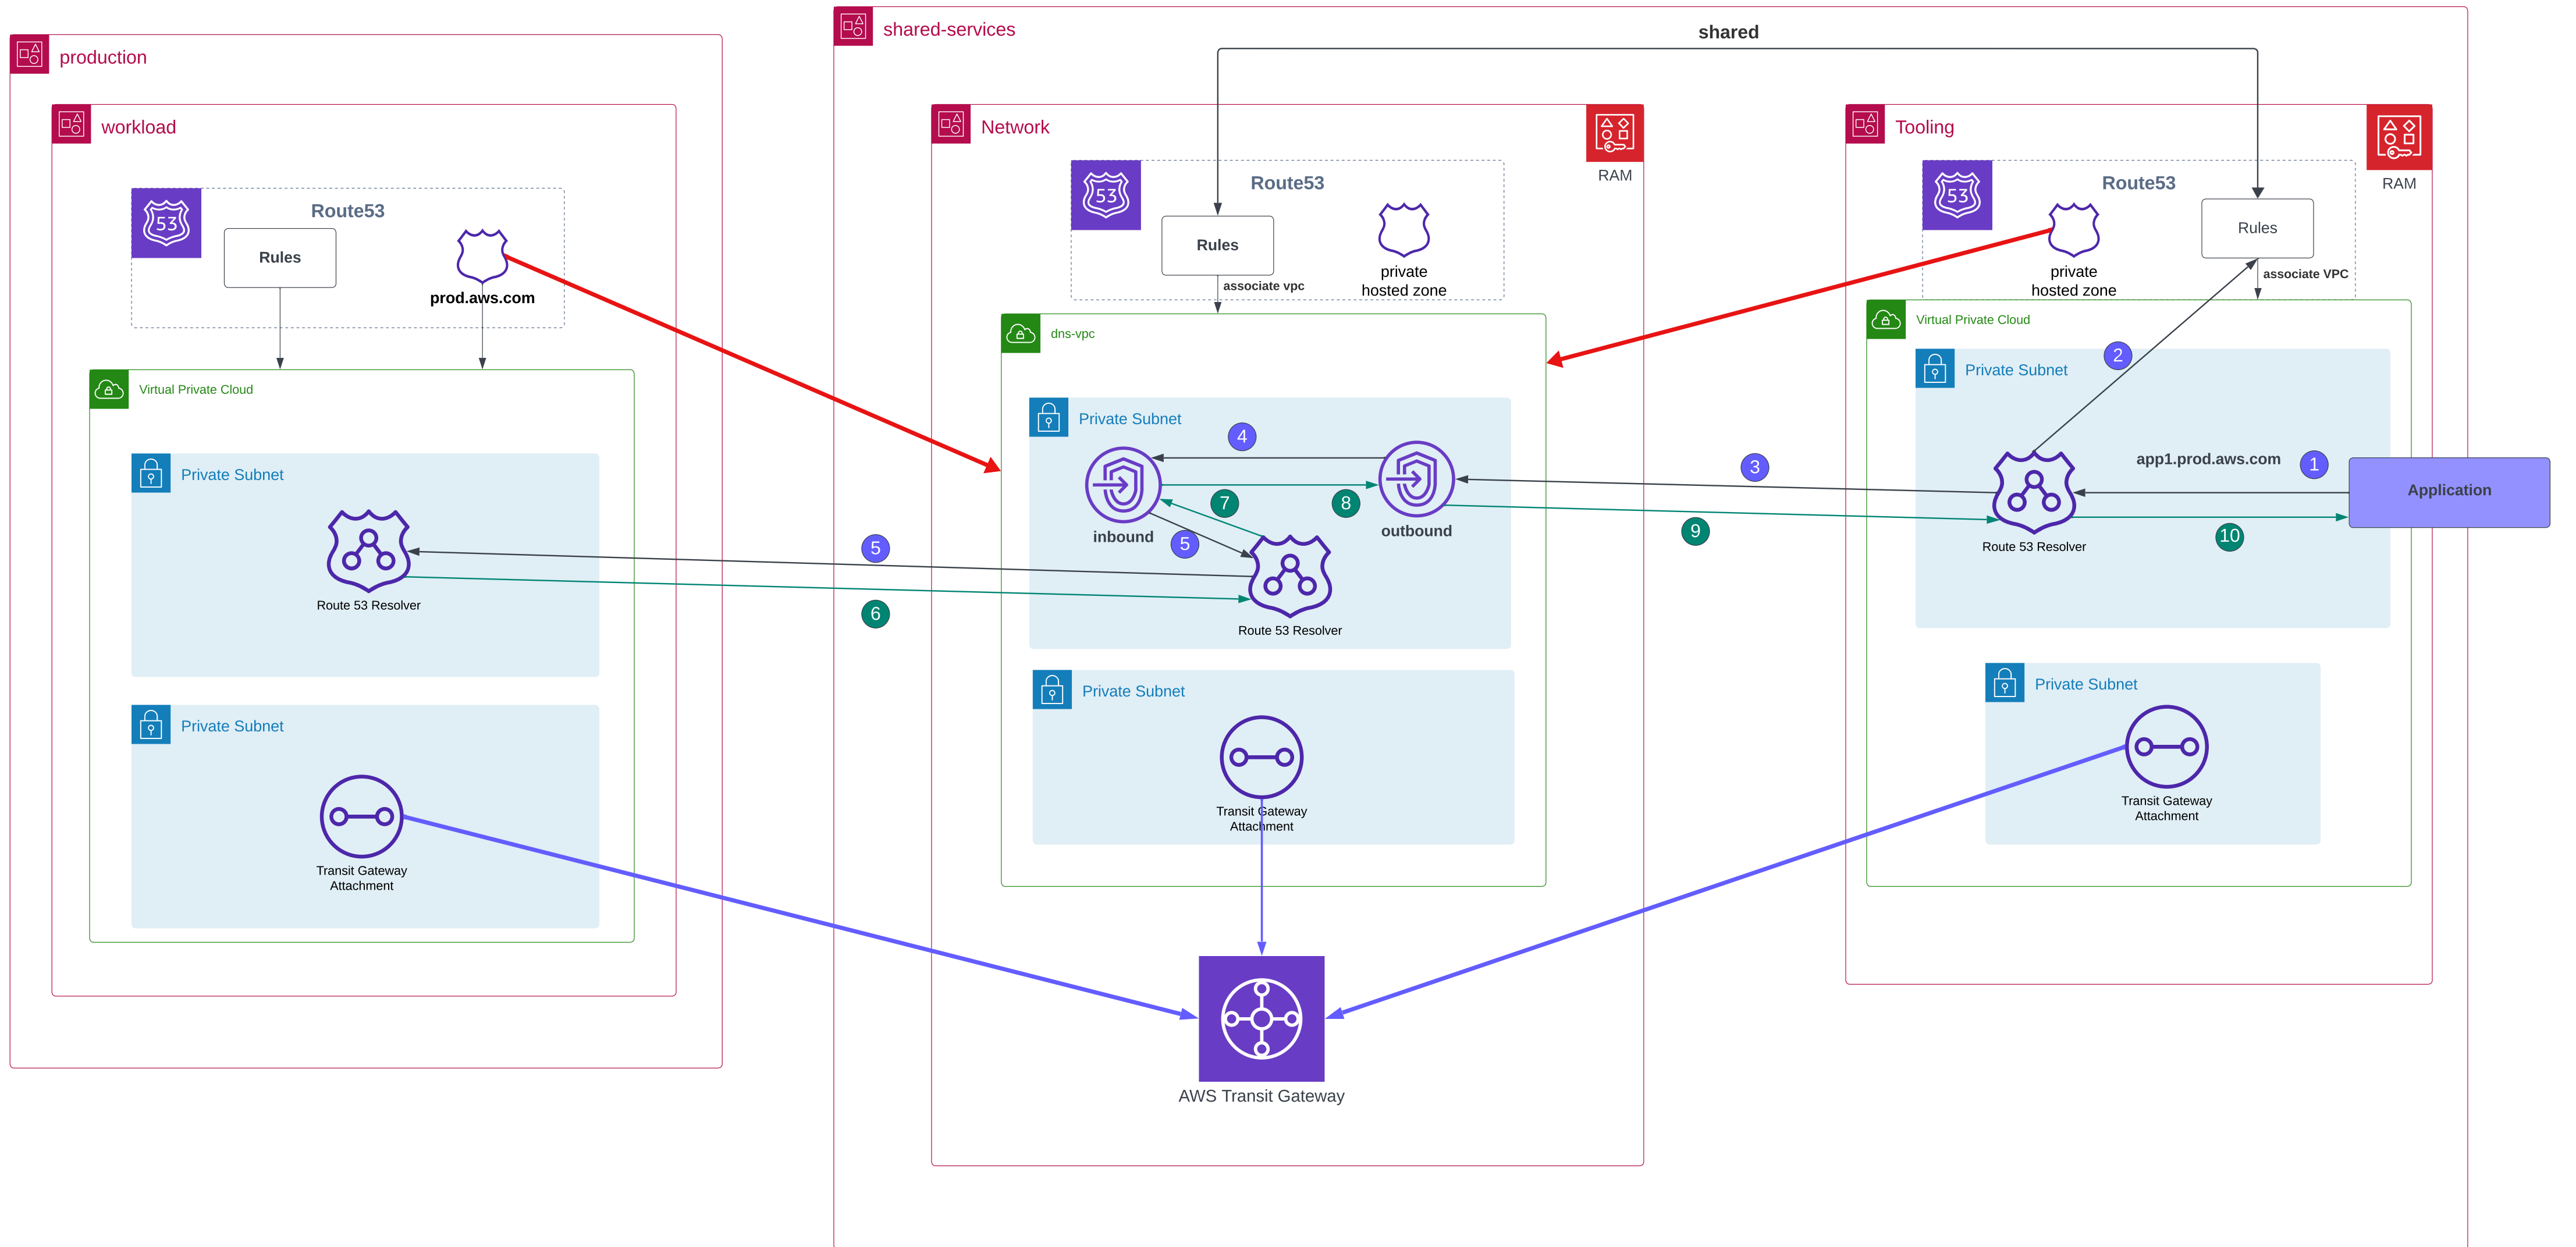 production
workload
53
Route53
Rules
prod.aws.com
Virtual Private Cloud
Private Subnet
Route 53 Resolver
Private Subnet
Transit Gateway
Attachment
5
6
shared-services
shared
Network
RAM
53
Route53
Rules
private
hosted zone
associate vpc
dns-vpc
Private Subnet
4
inbound
7
8
5
outbound
Route 53 Resolver
Private Subnet
Transit Gateway
Attachment
AWS Transit Gateway
3
9
Tooling
RAM
53
Route53
private
hosted zone
Rules
associate VPC
Virtual Private Cloud
2
Private Subnet
app1.prod.aws.com
1
Application
10
Route 53 Resolver
Private Subnet
Transit Gateway
Attachment